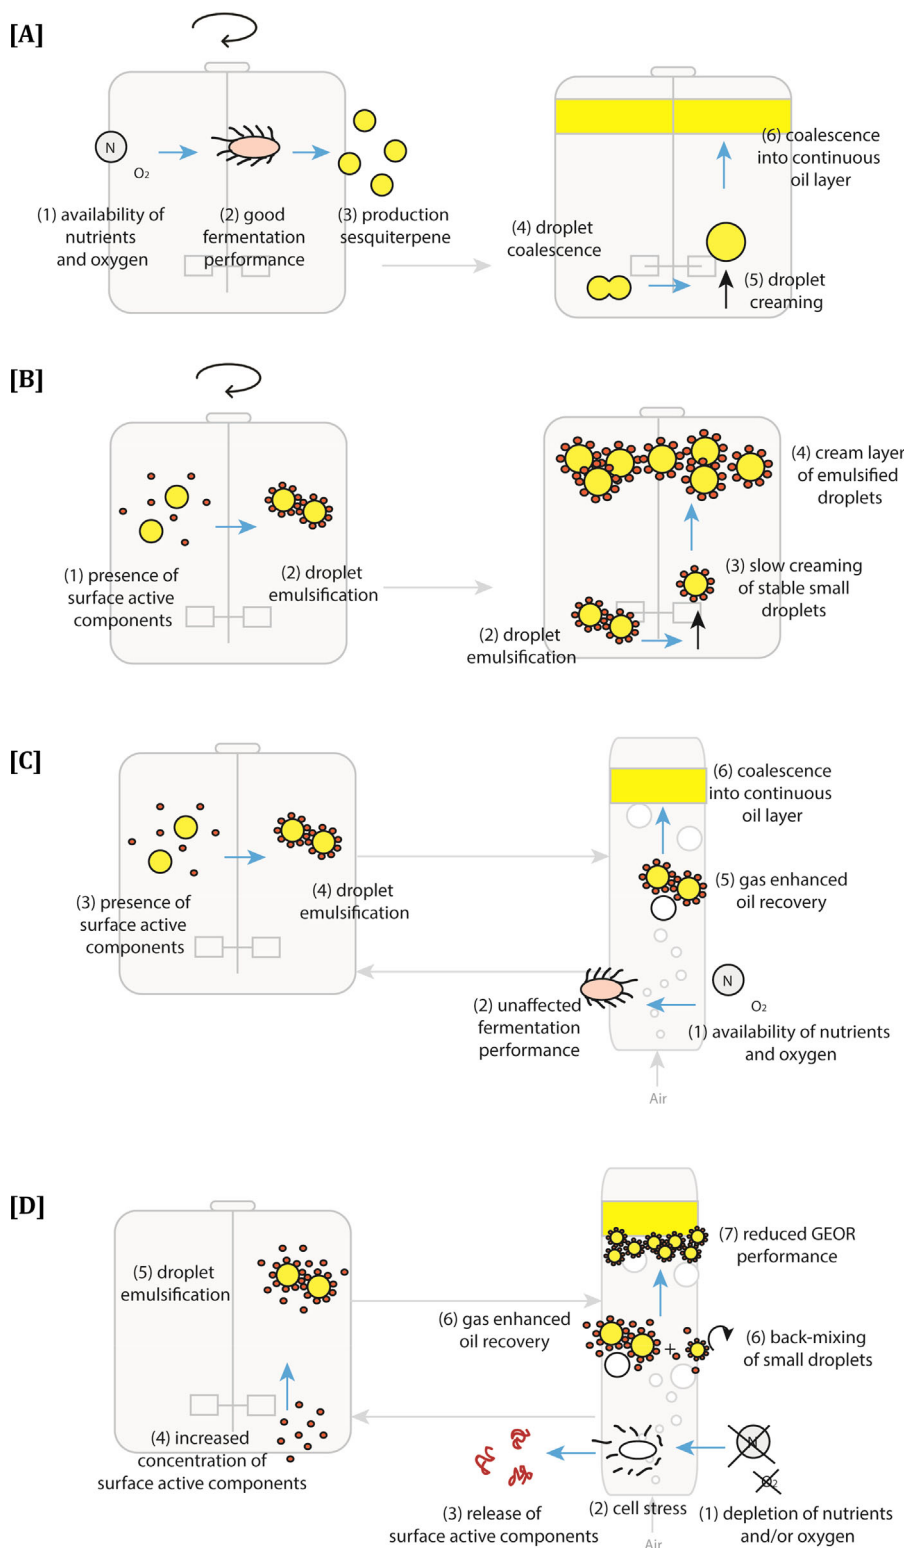 [A]
N
O₂
(1) availability of
nutrients
and oxygen
(2) good
fermentation
performance
(3) production
sesquiterpene
(4) droplet
coalescence
(5) droplet
creaming
(6) coalescence
into continuous
oil layer
[B]
(1) presence of
surface active
components
(2) droplet
emulsification
(2) droplet
emulsification
(3) slow creaming
of stable small
droplets
(4) cream layer
of emulsified
droplets
[C]
(3) presence of
surface active
components
(4) droplet
emulsification
(6) coalescence
into continuous
oil layer
(5) gas enhanced
oil recovery
(2) unaffected
fermentation
performance
N
O₂
(1) availability of nutrients
and oxygen
Air
[D]
(5) droplet
emulsification
(4) increased
concentration of
surface active components
(6) gas enhanced
oil recovery
(7) reduced GEOR
performance
+
(6) back-mixing
of small droplets
N
O₂
(3) release of
surface active components
(2) cell stress
(1) depletion of nutrients
and/or oxygen
Air